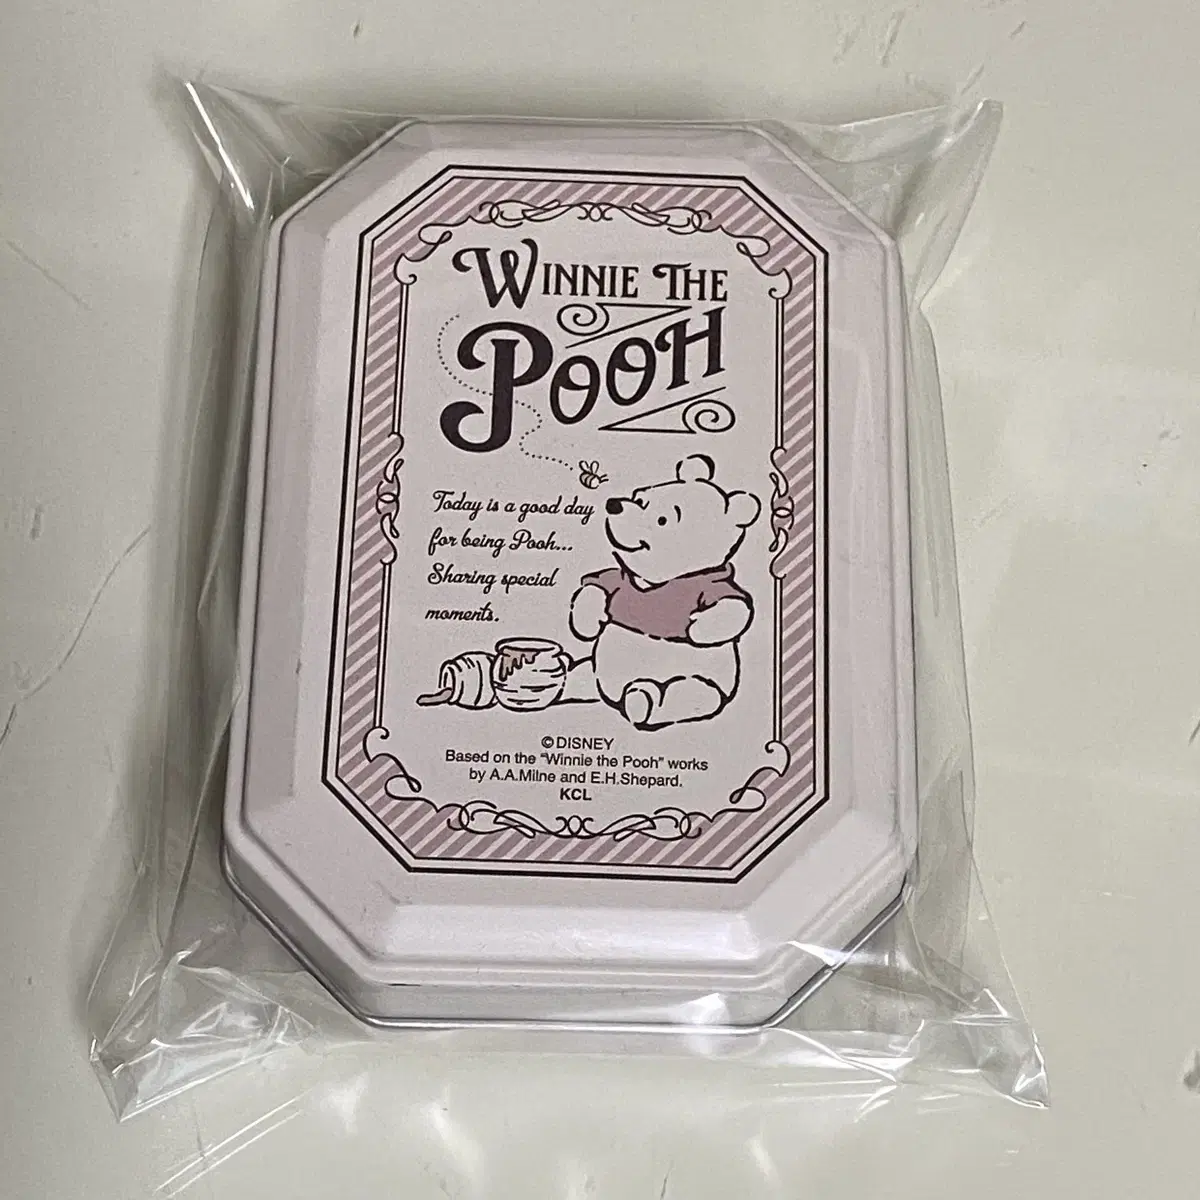 WINNIE THE
POOH
Today is a good day
for being Pooh...
Sharing special
moments.
©DISNEY
Based on the "Winnie the Pooh" works
by A.A.Milne and E.H.Shepard.
KCL